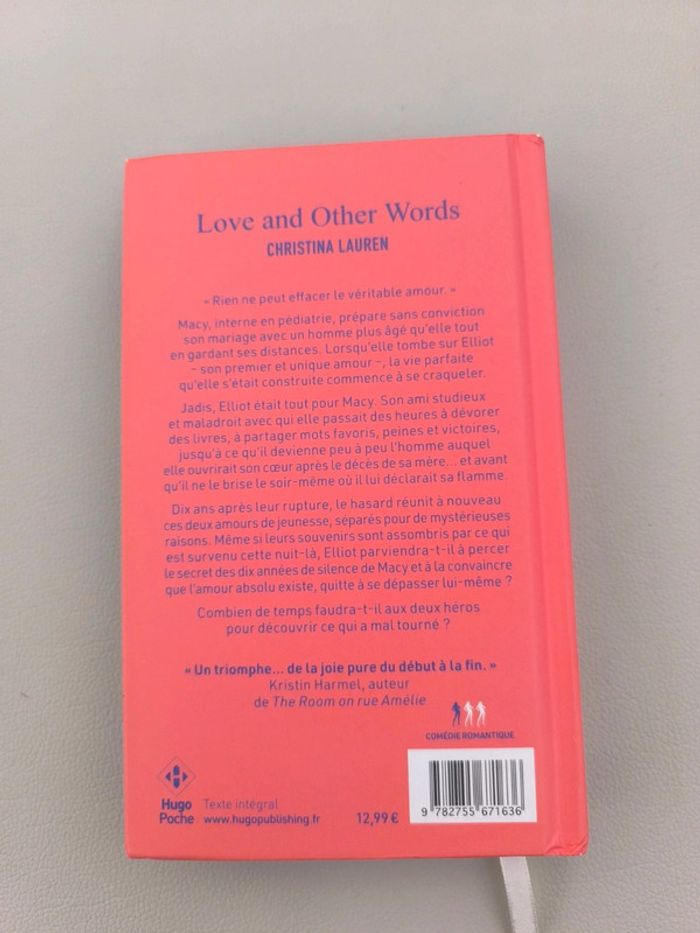 Love and Other Words
CHRISTINA LAUREN
« Rien ne peut effacer le véritable amour. »
Macy, interne en pédiatrie, prépare sans conviction
son mariage avec un homme plus âgé qu'elle tout
en gardant ses distances. Lorsqu'elle tombe sur Elliot
– son premier et unique amour –, la vie parfaite
qu'elle s'était construite commence à se craqueler.
Jadis, Elliot était tout pour Macy. Son ami studieux
et maladroit avec qui elle passait des heures à dévorer
des livres, à partager mots favoris, peines et victoires,
jusqu'à ce qu'il devienne peu à peu l'homme auquel
elle ouvrirait son cœur après le décès de sa mère... et avant
qu'il ne le brise le soir-même où il lui déclarait sa flamme.
Dix ans après leur rupture, le hasard réunit à nouveau
ces deux amours de jeunesse, séparés pour de mystérieuses
raisons. Même si leurs souvenirs sont assombris par ce qui
est survenu cette nuit-là, Elliot parviendra-t-il à percer
le secret des dix années de silence de Macy et à la convaincre
que l'amour absolu existe, quitte à se dépasser lui-même ?
Combien de temps faudra-t-il aux deux héros
pour découvrir ce qui a mal tourné ?
« Un triomphe... de la joie pure du début à la fin. »
Kristin Harmel, auteur
de The Room on rue Amélie
COMÉDIE ROMANTIQUE
Hugo
Poche
Texte intégral
www.hugopublishing.fr
12,99 €
9 782755 671636